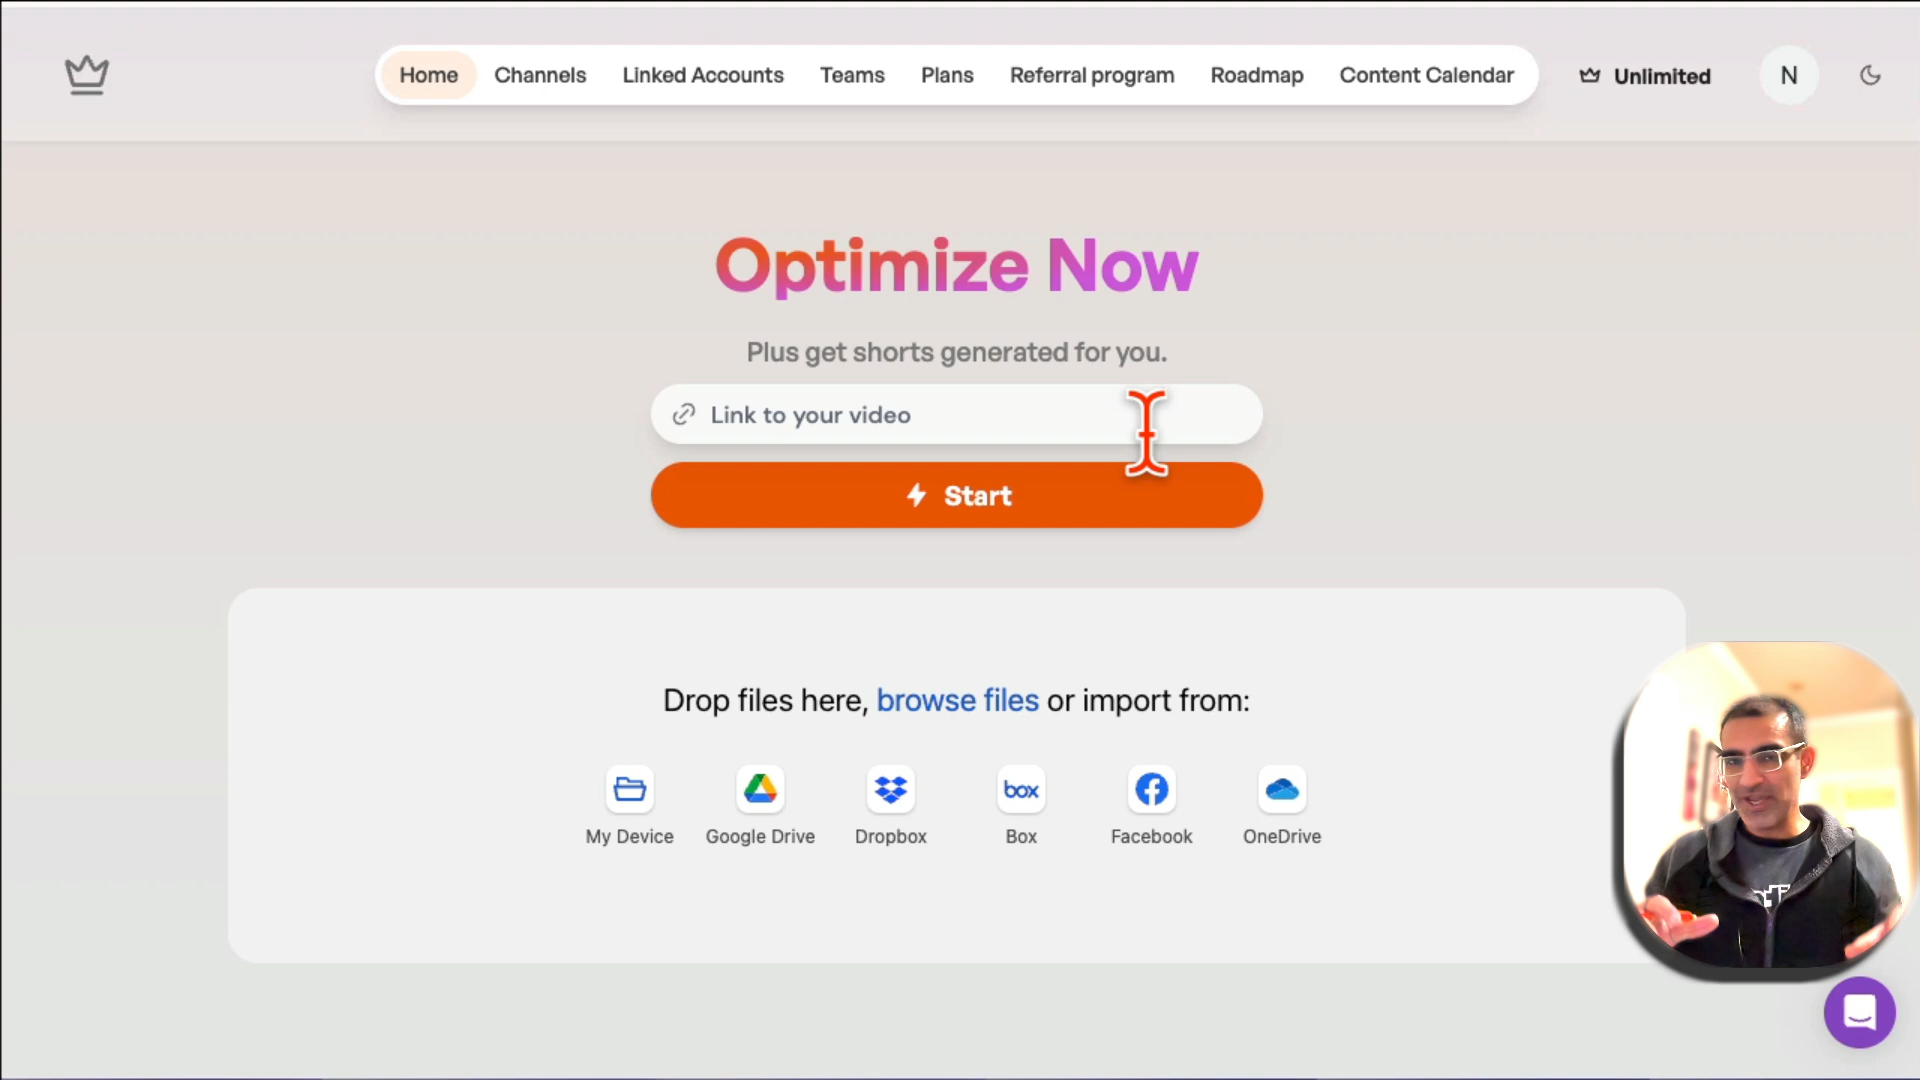 Home Channels Linked Accounts Teams Plans Referral program Roadmap Content Calendar Unlimited N
Optimize Now
Plus get shorts generated for you.
Link to your video
Start
Drop files here, browse files or import from:
box
My Device Google Drive Dropbox Box Facebook OneDrive